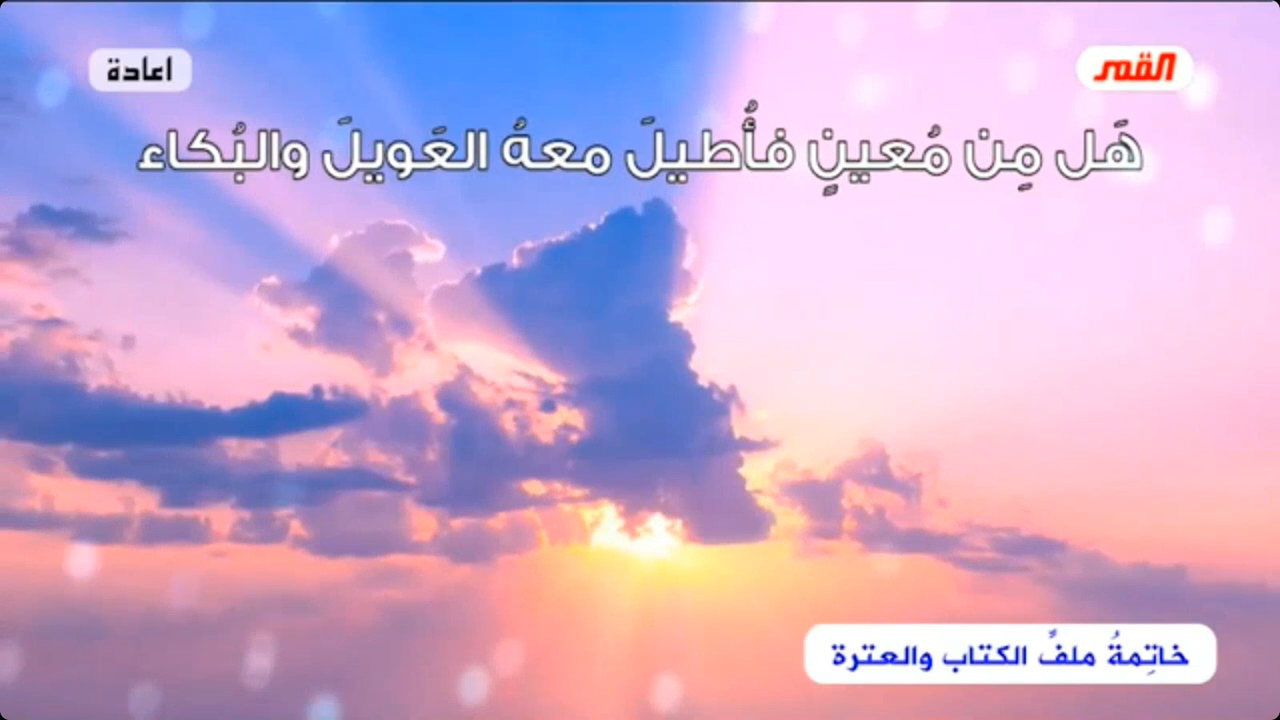 القمر
اعادة
هَل مِن مُعينٍ فأُطيلَ معهُ العَويلَ والبُكاء
خاتِمةُ ملفِّ الكتاب والعترة